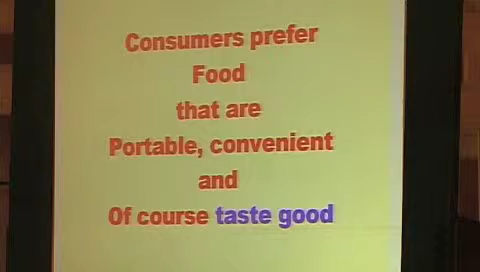 Consumers prefer
Food
that are
Portable, convenient
and
Of course taste good